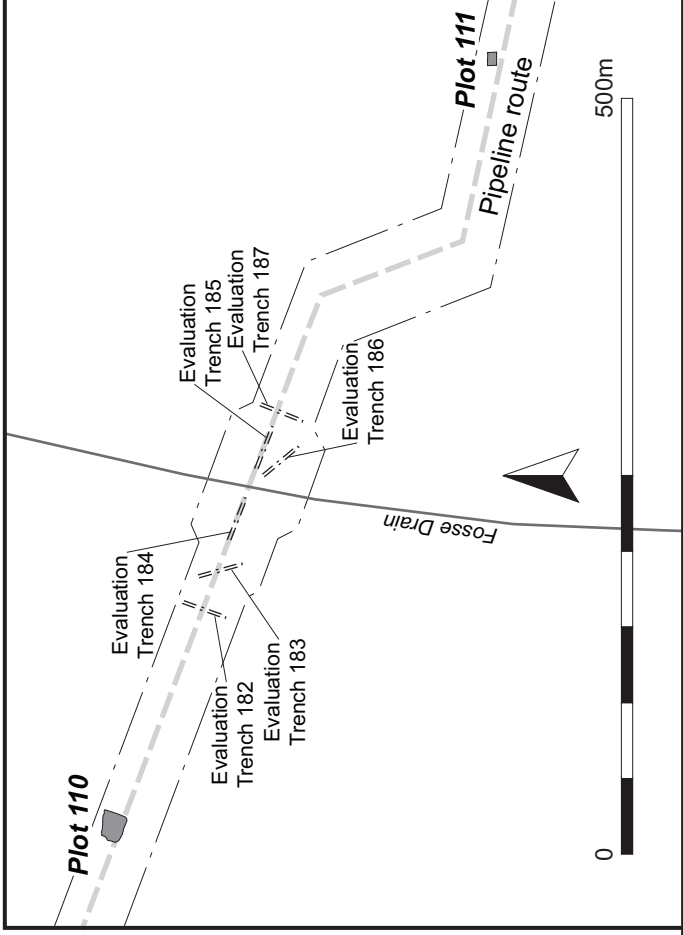 Plot 110
Evaluation
Trench 184
Evaluation
Trench 182
Evaluation
Trench 183
Fosse Drain
Evaluation
Trench 185
Evaluation
Trench 187
Evaluation
Trench 186
Plot 111
Pipeline route
0
500m